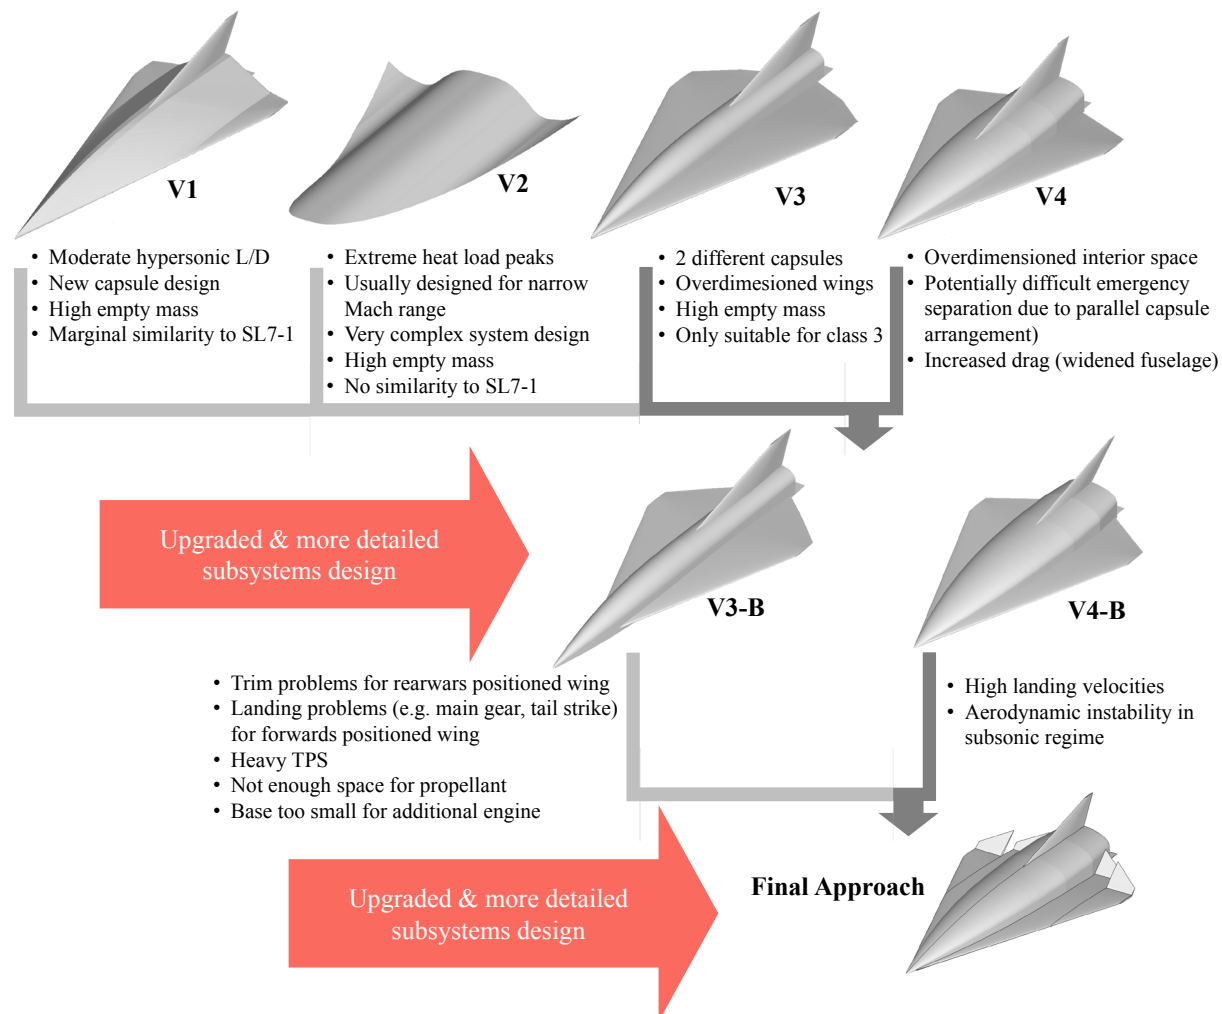 V1
V2
V3
V4
• Moderate hypersonic L/D
• New capsule design
• High empty mass
• Marginal similarity to SL7-1
• Extreme heat load peaks
• Usually designed for narrow
Mach range
• Very complex system design
• High empty mass
• No similarity to SL7-1
• 2 different capsules
• Overdimesioned wings
• High empty mass
• Only suitable for class 3
• Overdimensioned interior space
• Potentially difficult emergency
separation due to parallel capsule
arrangement)
• Increased drag (widened fuselage)
Upgraded & more detailed
subsystems design
V3-B
V4-B
• Trim problems for rearwars positioned wing
• Landing problems (e.g. main gear, tail strike)
for forwards positioned wing
• Heavy TPS
• Not enough space for propellant
• Base too small for additional engine
• High landing velocities
• Aerodynamic instability in
subsonic regime
Upgraded & more detailed
subsystems design
Final Approach